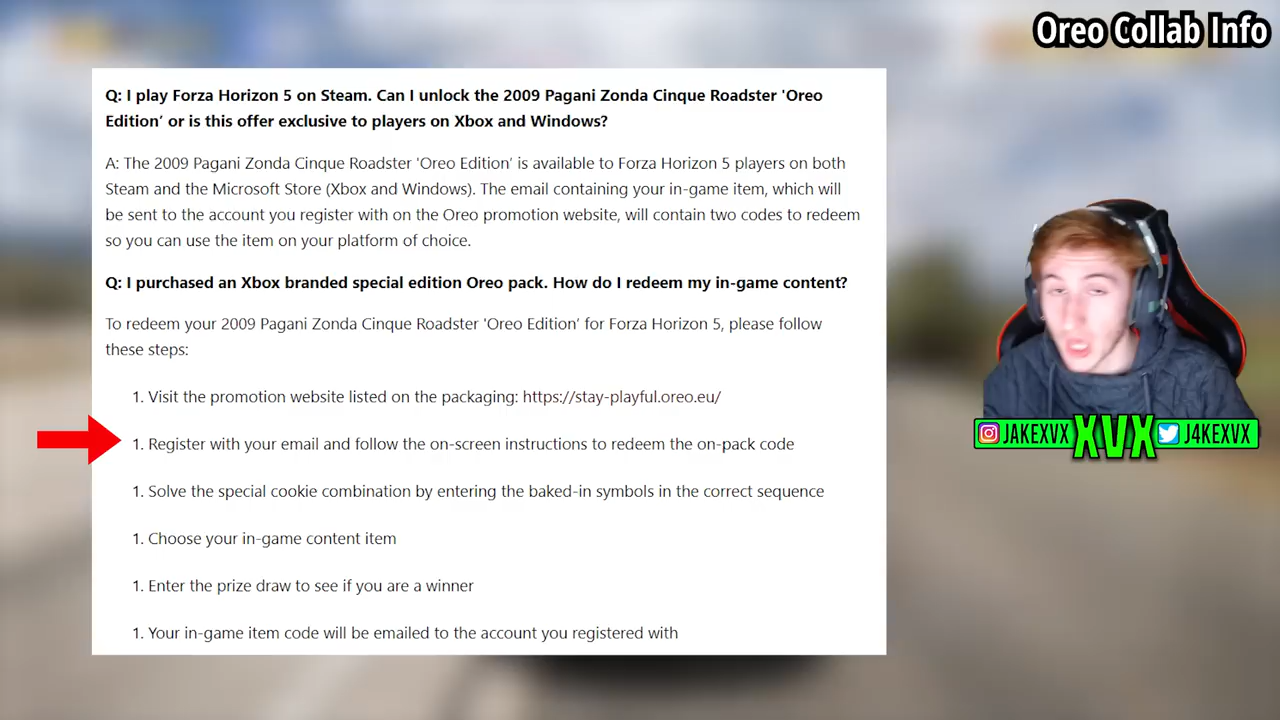 Oreo Collab Info
Q: I play Forza Horizon 5 on Steam. Can I unlock the 2009 Pagani Zonda Cinque Roadster 'Oreo
Edition’ or is this offer exclusive to players on Xbox and Windows?
A: The 2009 Pagani Zonda Cinque Roadster 'Oreo Edition’ is available to Forza Horizon 5 players on both
Steam and the Microsoft Store (Xbox and Windows). The email containing your in-game item, which will
be sent to the account you register with on the Oreo promotion website, will contain two codes to redeem
so you can use the item on your platform of choice.
Q: I purchased an Xbox branded special edition Oreo pack. How do I redeem my in-game content?
To redeem your 2009 Pagani Zonda Cinque Roadster 'Oreo Edition’ for Forza Horizon 5, please follow
these steps:
1. Visit the promotion website listed on the packaging: https://stay-playful.oreo.eu/
1. Register with your email and follow the on-screen instructions to redeem the on-pack code
1. Solve the special cookie combination by entering the baked-in symbols in the correct sequence
1. Choose your in-game content item
1. Enter the prize draw to see if you are a winner
1. Your in-game item code will be emailed to the account you registered with
JAKEXVX XVX J4KEXVX